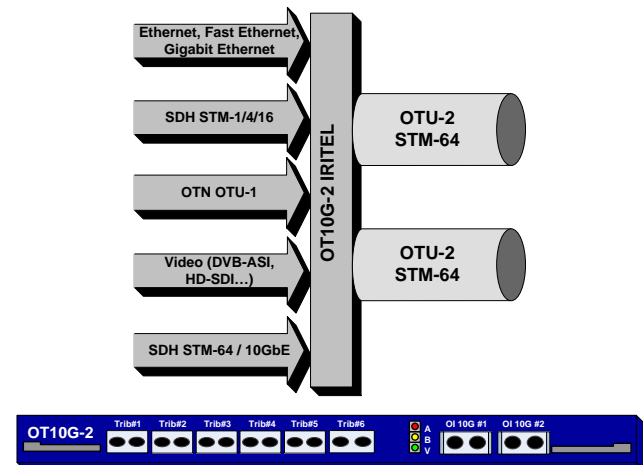 Ethernet, Fast Ethernet,
Gigabit Ethernet
SDH STM-1/4/16
OTN OTU-1
Video (DVB-ASI,
HD-SDI...)
SDH STM-64 / 10GbE
OT10G-2 IRITEL
OTU-2
STM-64
OTU-2
STM-64
OT10G-2
Trib#1 Trib#2 Trib#3 Trib#4 Trib#5 Trib#6
A
B
V
OI 10G #1 OI 10G #2